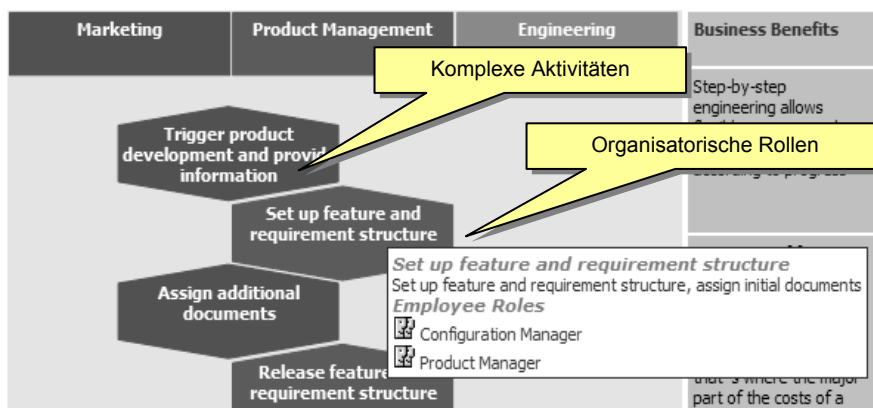 Marketing
Product Management
Engineering
Business Benefits
Komplexe Aktivitäten
Step-by-step
engineering allows
Trigger product
development and provid
information
Organisatorische Rollen
according to progress
Set up feature and
requirement structure
Set up feature and requirement structure
Set up feature and requirement structure, assign initial documents
Employee Roles
Configuration Manager
Product Manager
Assign additional
documents
Release feature
requirement structure
that´s where the major
part of the costs of a